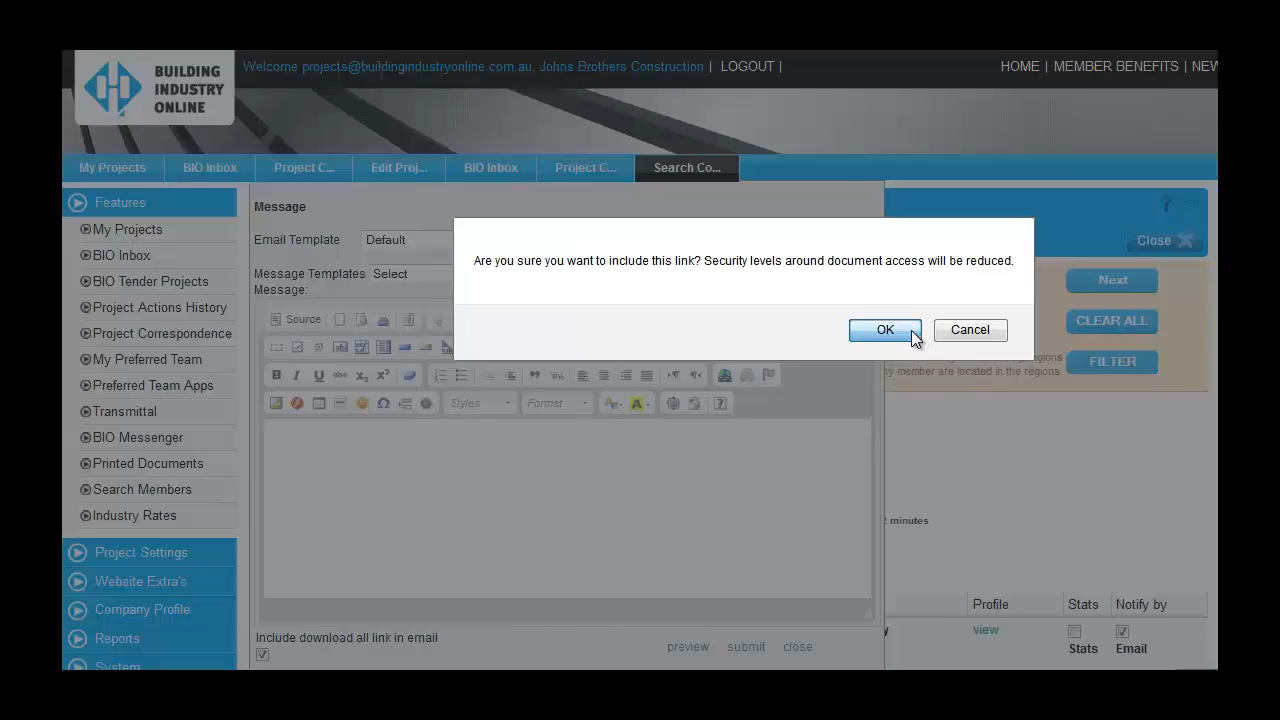 BUILDING
INDUSTRY
ONLINE
Welcome projects@buildingindustryonline.com.au, Johns Brothers Construction | LOGOUT |
HOME | MEMBER BENEFITS | NEW
My Projects
BIO Inbox
Project C...
Edit Proj...
BIO Inbox
Project C...
Search Co...
Features
My Projects
BIO Inbox
BIO Tender Projects
Project Actions History
Project Correspondence
My Preferred Team
Preferred Team Apps
Transmittal
BIO Messenger
Printed Documents
Search Members
Industry Rates
Project Settings
Website Extra's
Company Profile
Reports
System
Message
Email Template Default
Message Templates Select
Message:
Source
Styles
Format
Include download all link in email
preview submit close
Are you sure you want to include this link? Security levels around document access will be reduced.
OK
Cancel
?
Close
Next
CLEAR ALL
FILTER
regions
my member are located in the regions
2 minutes
Profile
Stats
Notify by
y
view
Stats
Email